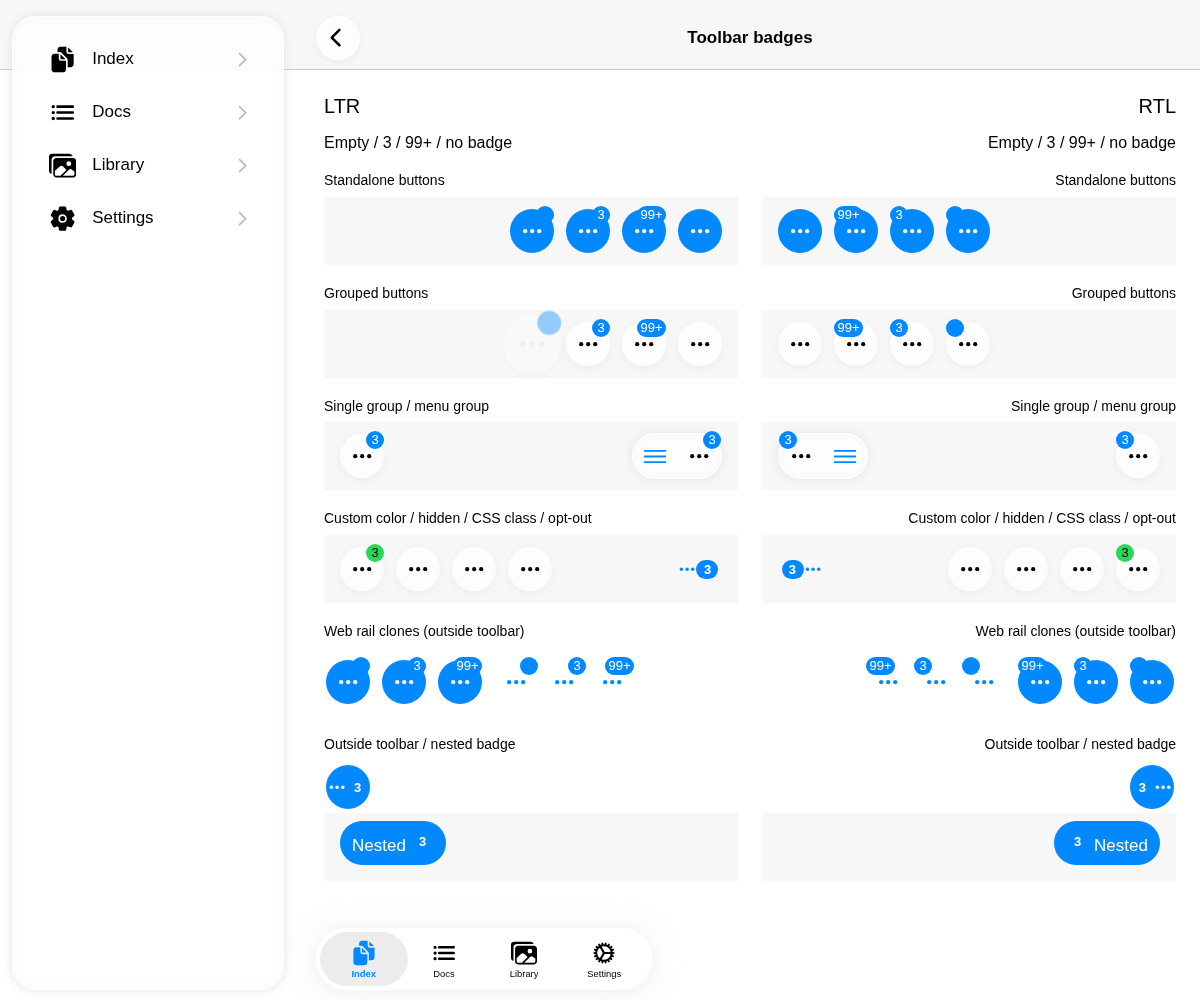 Index
Docs
Library
Settings
Toolbar badges
LTR
Empty / 3 / 99+ / no badge
Standalone buttons
3
99+
Grouped buttons
3
99+
Single group / menu group
3
3
Custom color / hidden / CSS class / opt-out
3
3
Web rail clones (outside toolbar)
3
99+
3
99+
Outside toolbar / nested badge
3
Nested 3
RTL
Empty / 3 / 99+ / no badge
Standalone buttons
99+
3
Grouped buttons
99+
3
Single group / menu group
3
3
Custom color / hidden / CSS class / opt-out
3
3
Web rail clones (outside toolbar)
99+
3
99+
3
Outside toolbar / nested badge
3
3 Nested
Index
Docs
Library
Settings